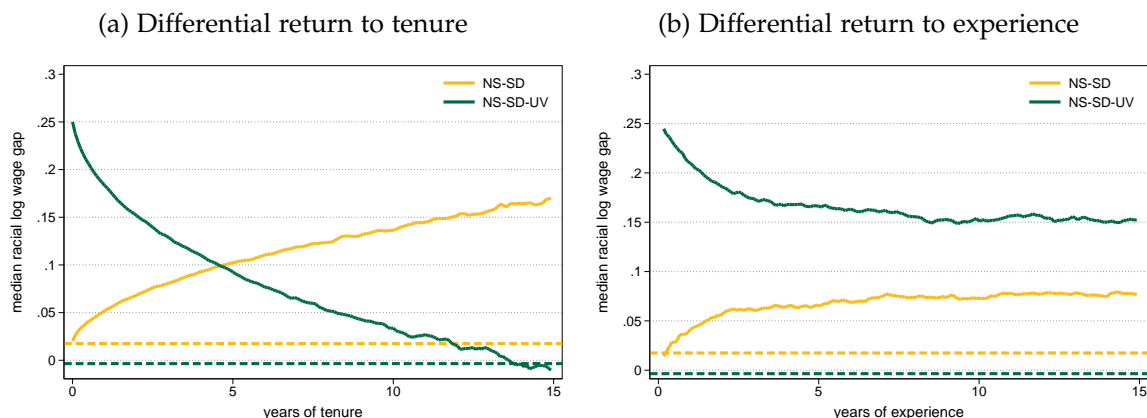 (a) Differential return to tenure
median racial log wage gap
.3
.25
.2
.15
.1
.05
0
0 5 10 15
years of tenure
NS-SD
NS-SD-UV
(b) Differential return to experience
median racial log wage gap
.3
.25
.2
.15
.1
.05
0
0 5 10 15
years of experience
NS-SD
NS-SD-UV